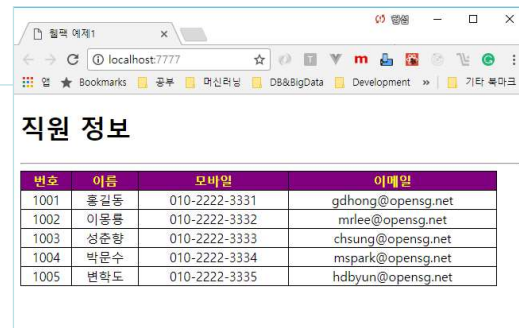 합성
웹팩 예제1
localhost:7777
앱 Bookmarks 공부 머신러닝 DB&BigData Development » 기타 북마크
직원 정보
번호 이름 모바일 이메일
1001 홍길동 010-2222-3331 gdhong@opensg.net
1002 이몽룡 010-2222-3332 mrlee@opensg.net
1003 성준향 010-2222-3333 chsung@opensg.net
1004 박문수 010-2222-3334 mspark@opensg.net
1005 변학도 010-2222-3335 hdbyun@opensg.net